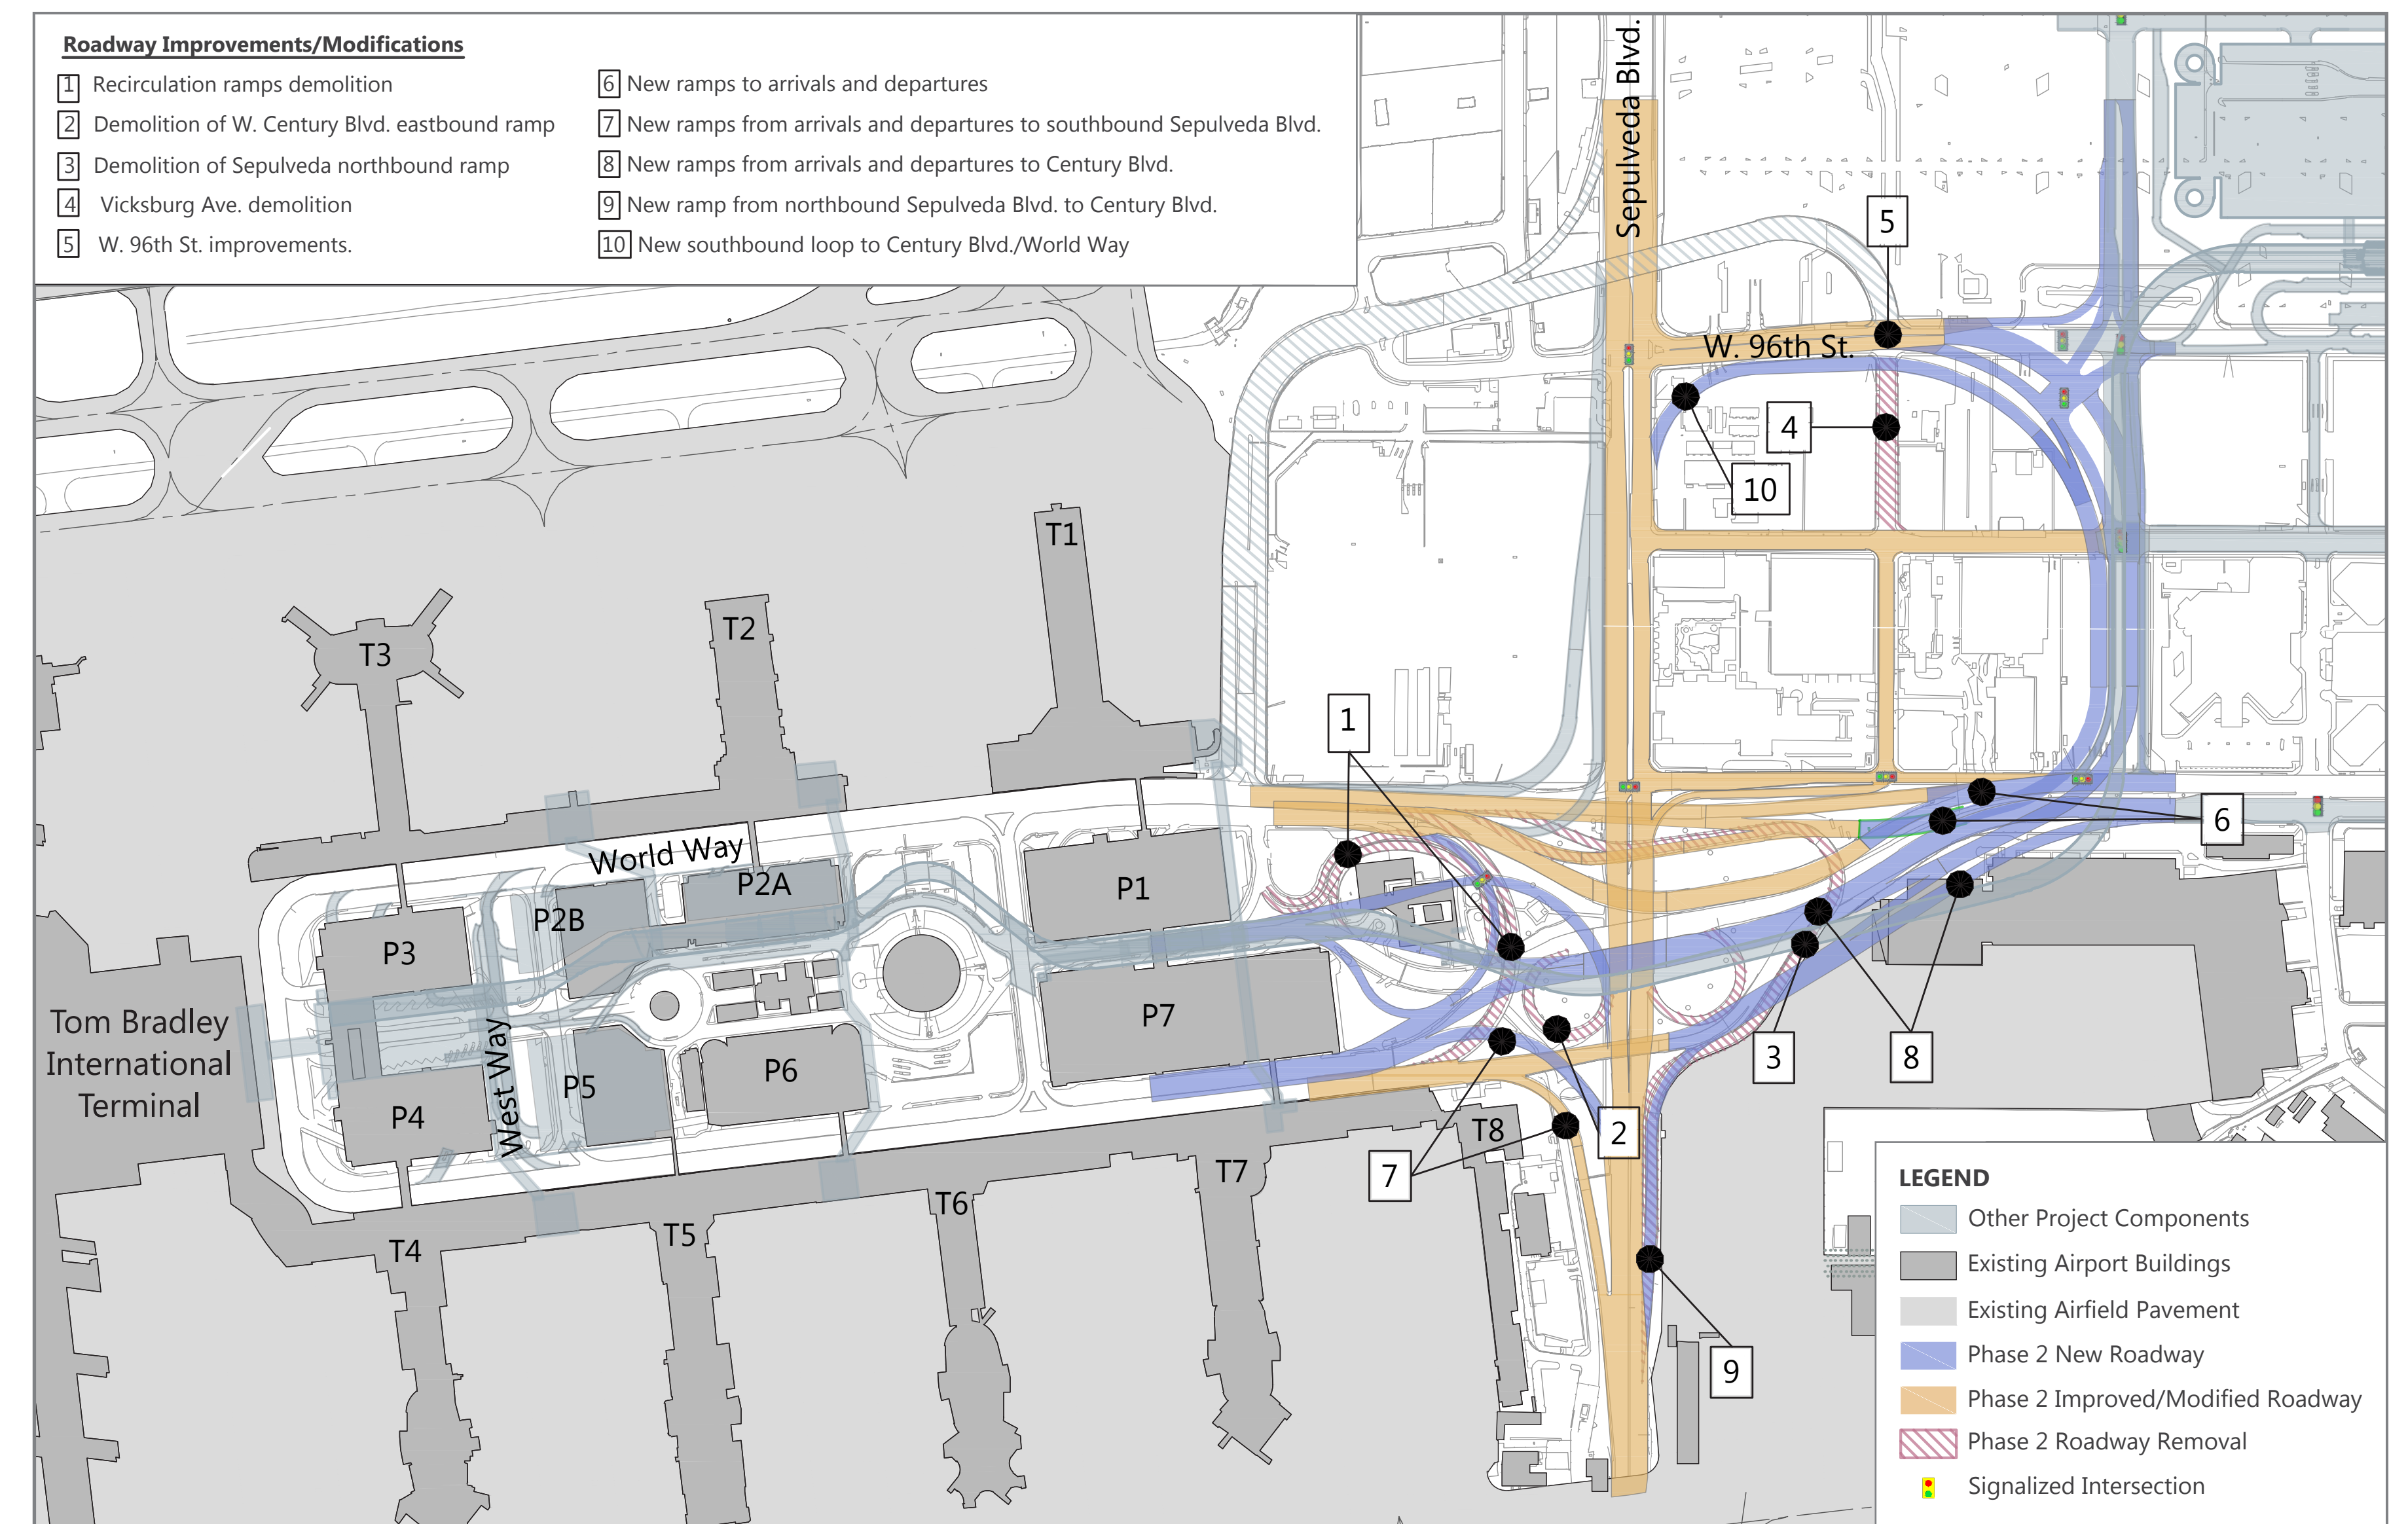 Roadway Improvements/Modifications
1 Recirculation ramps demolition
2 Demolition of W. Century Blvd. eastbound ramp
3 Demolition of Sepulveda northbound ramp
4 Vicksburg Ave. demolition
5 W. 96th St. improvements.
6 New ramps to arrivals and departures
7 New ramps from arrivals and departures to southbound Sepulveda Blvd.
8 New ramps from arrivals and departures to Century Blvd.
9 New ramp from northbound Sepulveda Blvd. to Century Blvd.
10 New southbound loop to Century Blvd./World Way
Sepulveda Blvd.
5
W. 96th St.
4
10
T1
T2
T3
1
6
World Way
P2A
P1
P2B
P3
Tom Bradley
International
Terminal
West Way
P7
P6
P5
P4
3
8
2
7
T8
T7
T6
T5
T4
9
LEGEND
Other Project Components
Existing Airport Buildings
Existing Airfield Pavement
Phase 2 New Roadway
Phase 2 Improved/Modified Roadway
Phase 2 Roadway Removal
Signalized Intersection